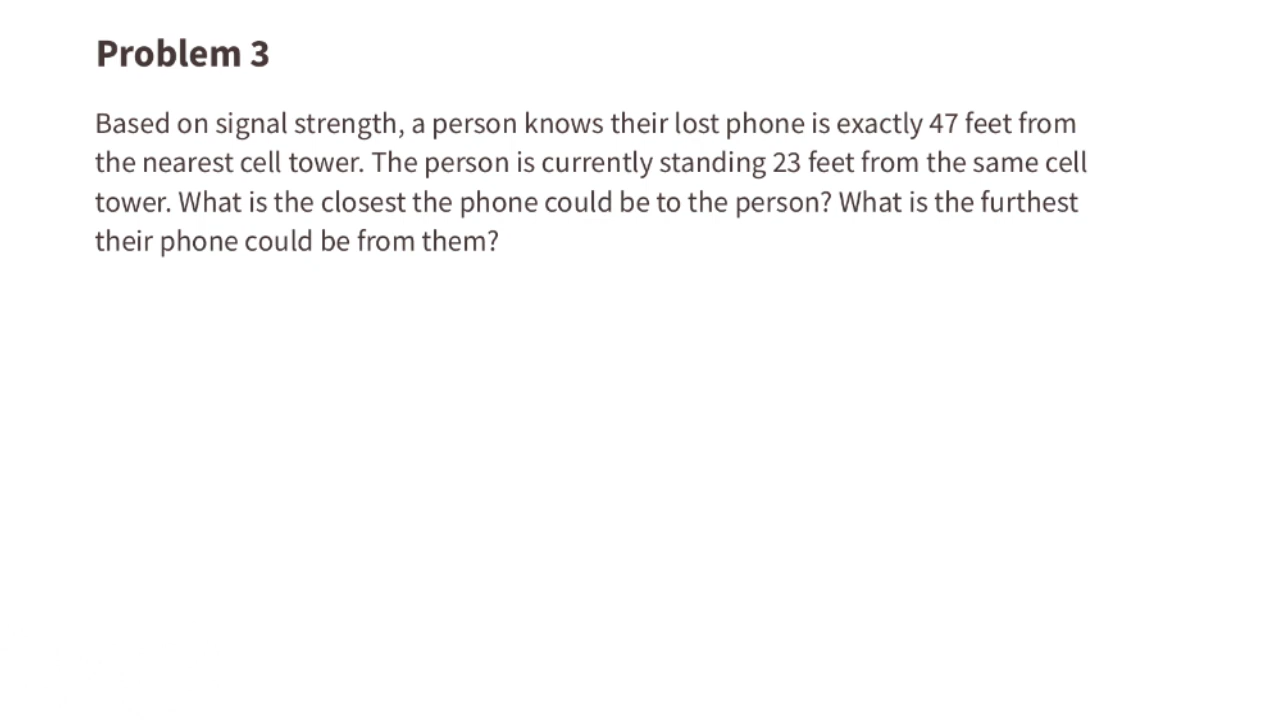 Problem 3
Based on signal strength, a person knows their lost phone is exactly 47 feet from
the nearest cell tower. The person is currently standing 23 feet from the same cell
tower. What is the closest the phone could be to the person? What is the furthest
their phone could be from them?